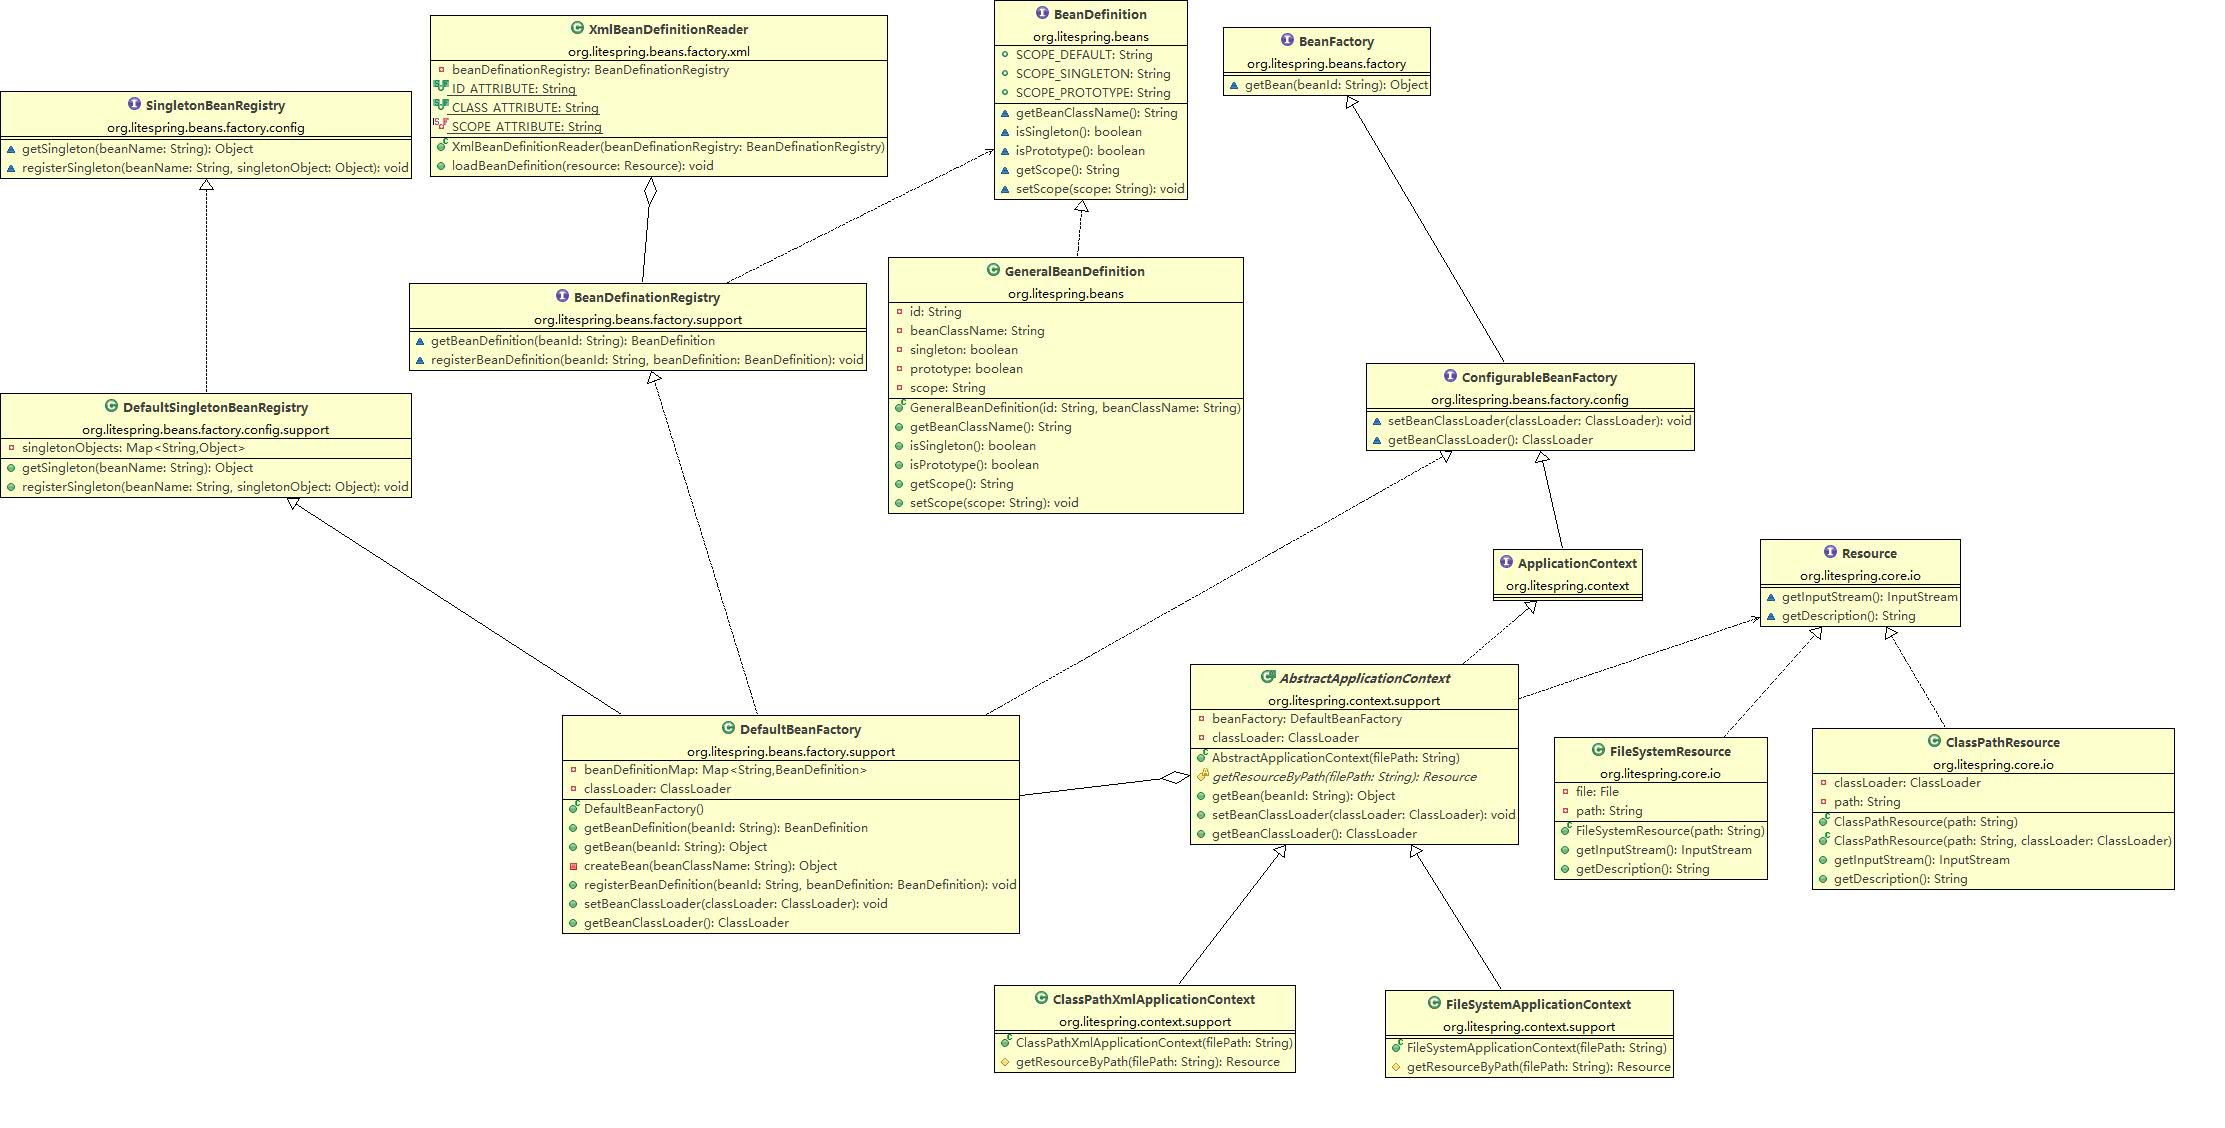 XmlBeanDefinitionReader
org.litespring.beans.factory.xml
beanDefinationRegistry: BeanDefinationRegistry
ID_ATTRIBUTE: String
CLASS_ATTRIBUTE: String
SCOPE_ATTRIBUTE: String
XmlBeanDefinitionReader(beanDefinationRegistry: BeanDefinationRegistry)
loadBeanDefinition(resource: Resource): void
BeanDefinition
org.litespring.beans
SCOPE_DEFAULT: String
SCOPE_SINGLETON: String
SCOPE_PROTOTYPE: String
getBeanClassName(): String
isSingleton(): boolean
isPrototype(): boolean
getScope(): String
setScope(scope: String): void
BeanFactory
org.litespring.beans.factory
getBean(beanId: String): Object
SingletonBeanRegistry
org.litespring.beans.factory.config
getSingleton(beanName: String): Object
registerSingleton(beanName: String, singletonObject: Object): void
BeanDefinationRegistry
org.litespring.beans.factory.support
getBeanDefinition(beanId: String): BeanDefinition
registerBeanDefinition(beanId: String, beanDefinition: BeanDefinition): void
GeneralBeanDefinition
org.litespring.beans
id: String
beanClassName: String
singleton: boolean
prototype: boolean
scope: String
GeneralBeanDefinition(id: String, beanClassName: String)
getBeanClassName(): String
isSingleton(): boolean
isPrototype(): boolean
getScope(): String
setScope(scope: String): void
ConfigurableBeanFactory
org.litespring.beans.factory.config
setBeanClassLoader(classLoader: ClassLoader): void
getBeanClassLoader(): ClassLoader
DefaultSingletonBeanRegistry
org.litespring.beans.factory.config.support
singletonObjects: Map<String,Object>
getSingleton(beanName: String): Object
registerSingleton(beanName: String, singletonObject: Object): void
ApplicationContext
org.litespring.context
Resource
org.litespring.core.io
getInputStream(): InputStream
getDescription(): String
AbstractApplicationContext
org.litespring.context.support
beanFactory: DefaultBeanFactory
classLoader: ClassLoader
AbstractApplicationContext(filePath: String)
getResourceByPath(filePath: String): Resource
getBean(beanId: String): Object
setBeanClassLoader(classLoader: ClassLoader): void
getBeanClassLoader(): ClassLoader
DefaultBeanFactory
org.litespring.beans.factory.support
beanDefinitionMap: Map<String,BeanDefinition>
classLoader: ClassLoader
DefaultBeanFactory()
getBeanDefinition(beanId: String): BeanDefinition
getBean(beanId: String): Object
createBean(beanClassName: String): Object
registerBeanDefinition(beanId: String, beanDefinition: BeanDefinition): void
setBeanClassLoader(classLoader: ClassLoader): void
getBeanClassLoader(): ClassLoader
FileSystemResource
org.litespring.core.io
file: File
path: String
FileSystemResource(path: String)
getInputStream(): InputStream
getDescription(): String
ClassPathResource
org.litespring.core.io
classLoader: ClassLoader
path: String
ClassPathResource(path: String)
ClassPathResource(path: String, classLoader: ClassLoader)
getInputStream(): InputStream
getDescription(): String
ClassPathXmlApplicationContext
org.litespring.context.support
ClassPathXmlApplicationContext(filePath: String)
getResourceByPath(filePath: String): Resource
FileSystemApplicationContext
org.litespring.context.support
FileSystemApplicationContext(filePath: String)
getResourceByPath(filePath: String): Resource